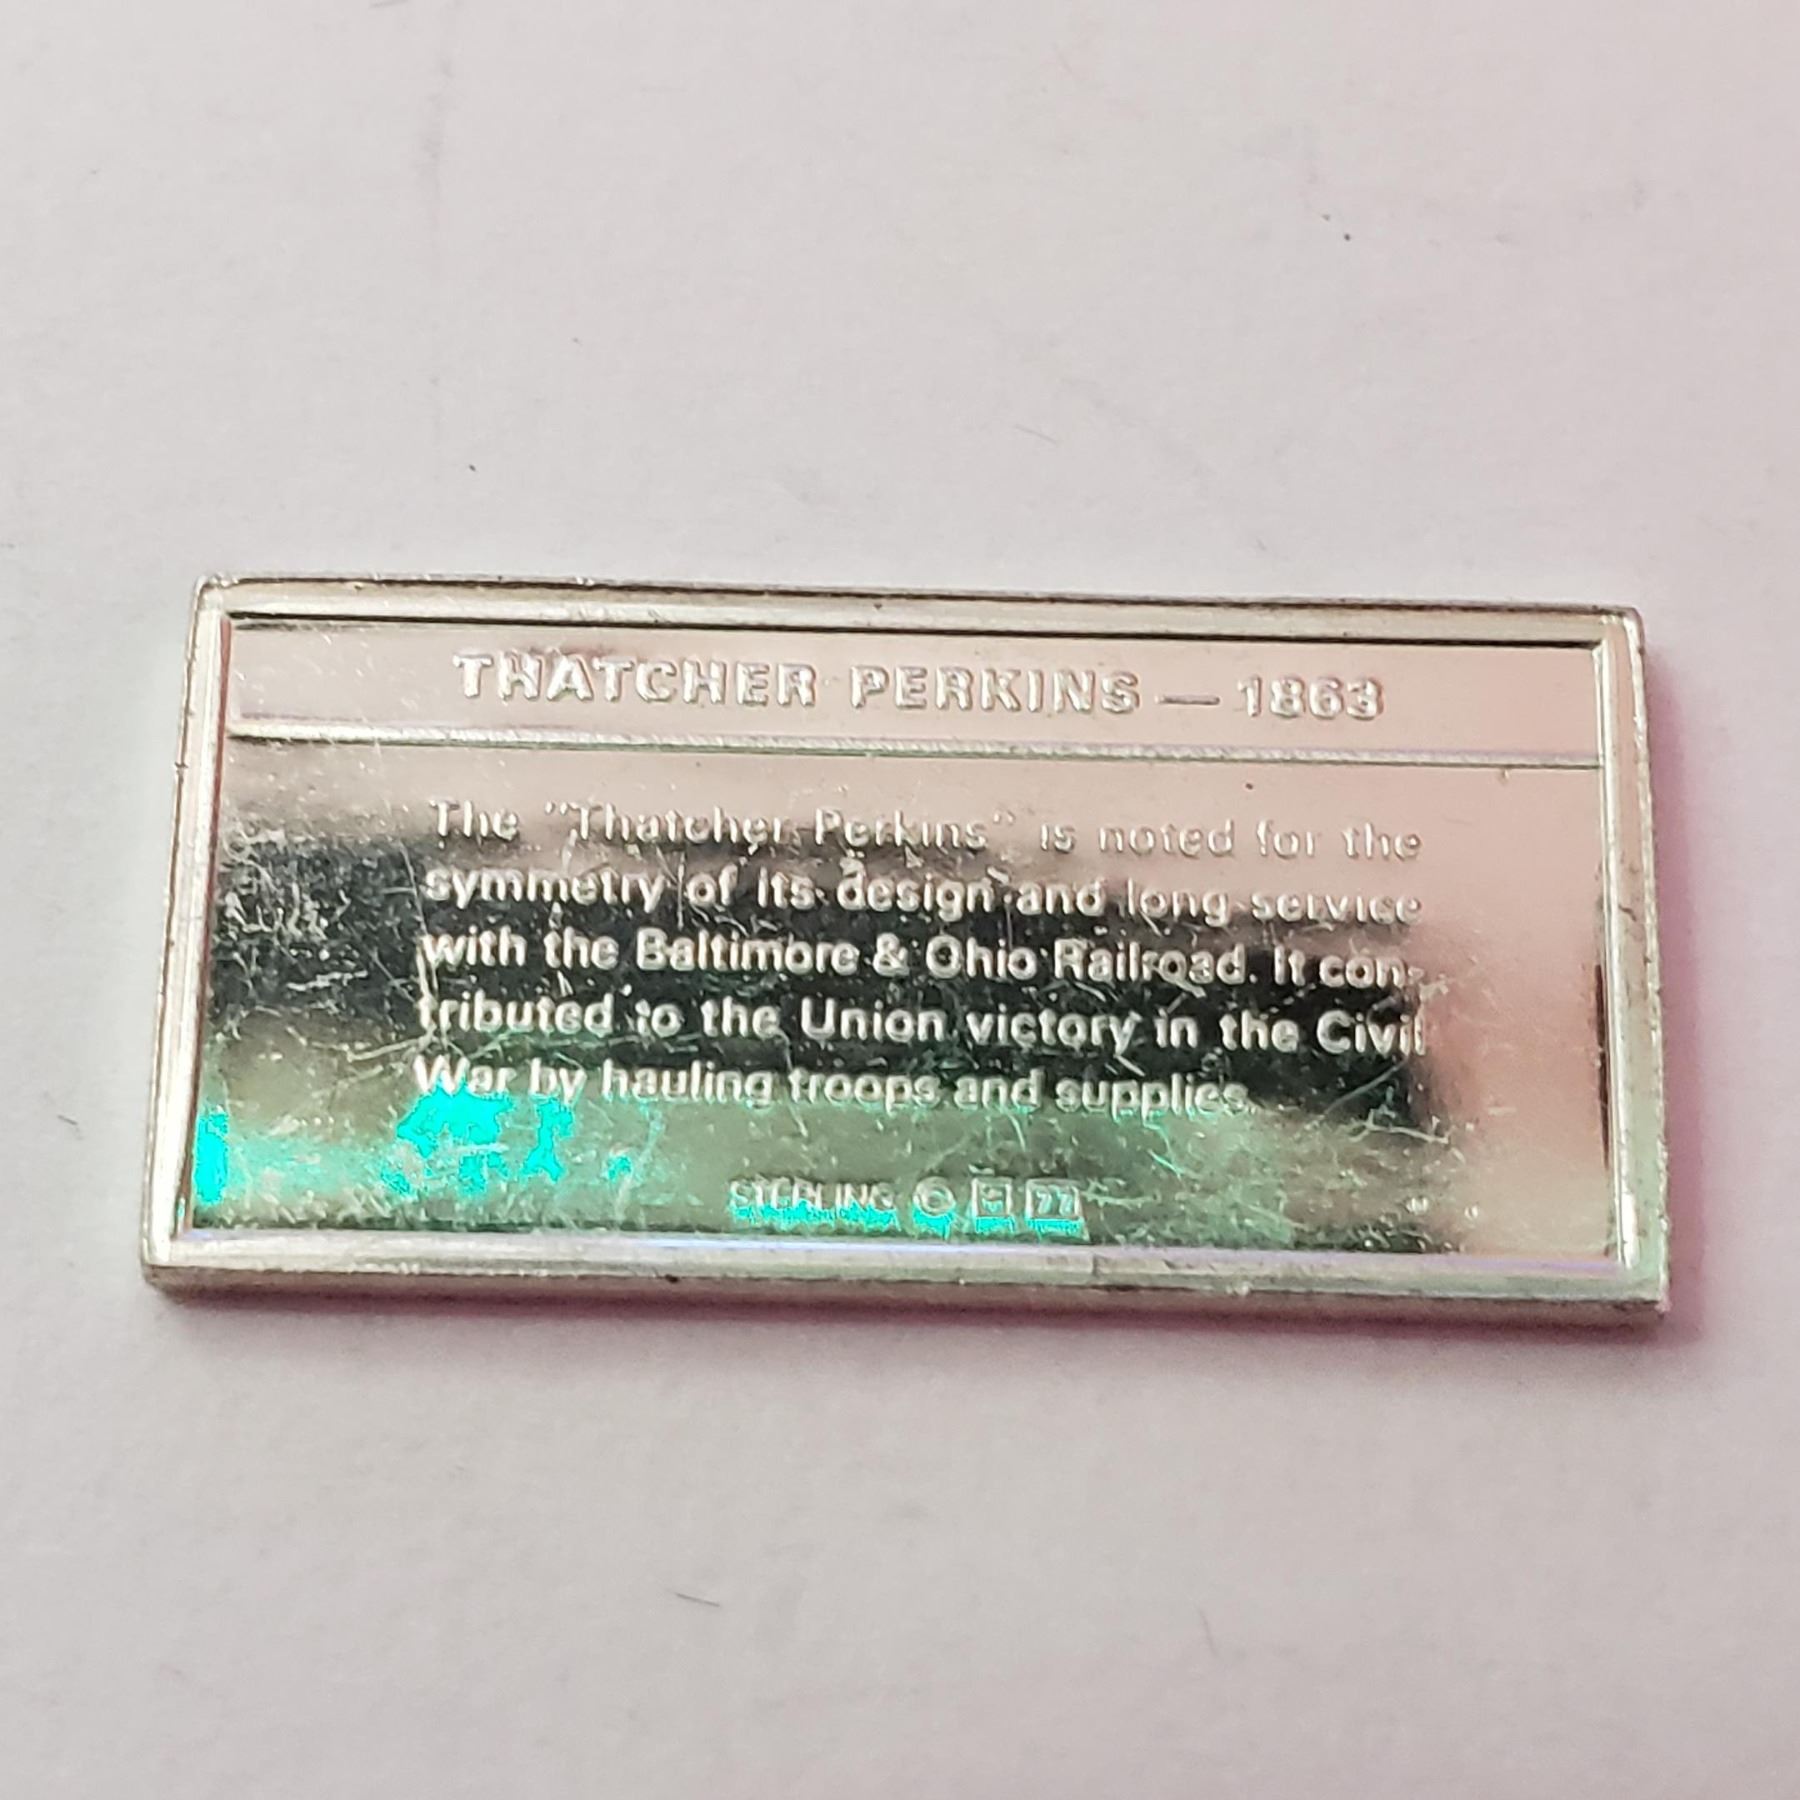 THATCHER PERKINS — 1863
The "Thatcher Perkins" is noted for the
symmetry of its design and long service
with the Baltimore & Ohio Railroad. It con-
tributed to the Union victory in the Civil
War by hauling troops and supplies.
STERLING © 77